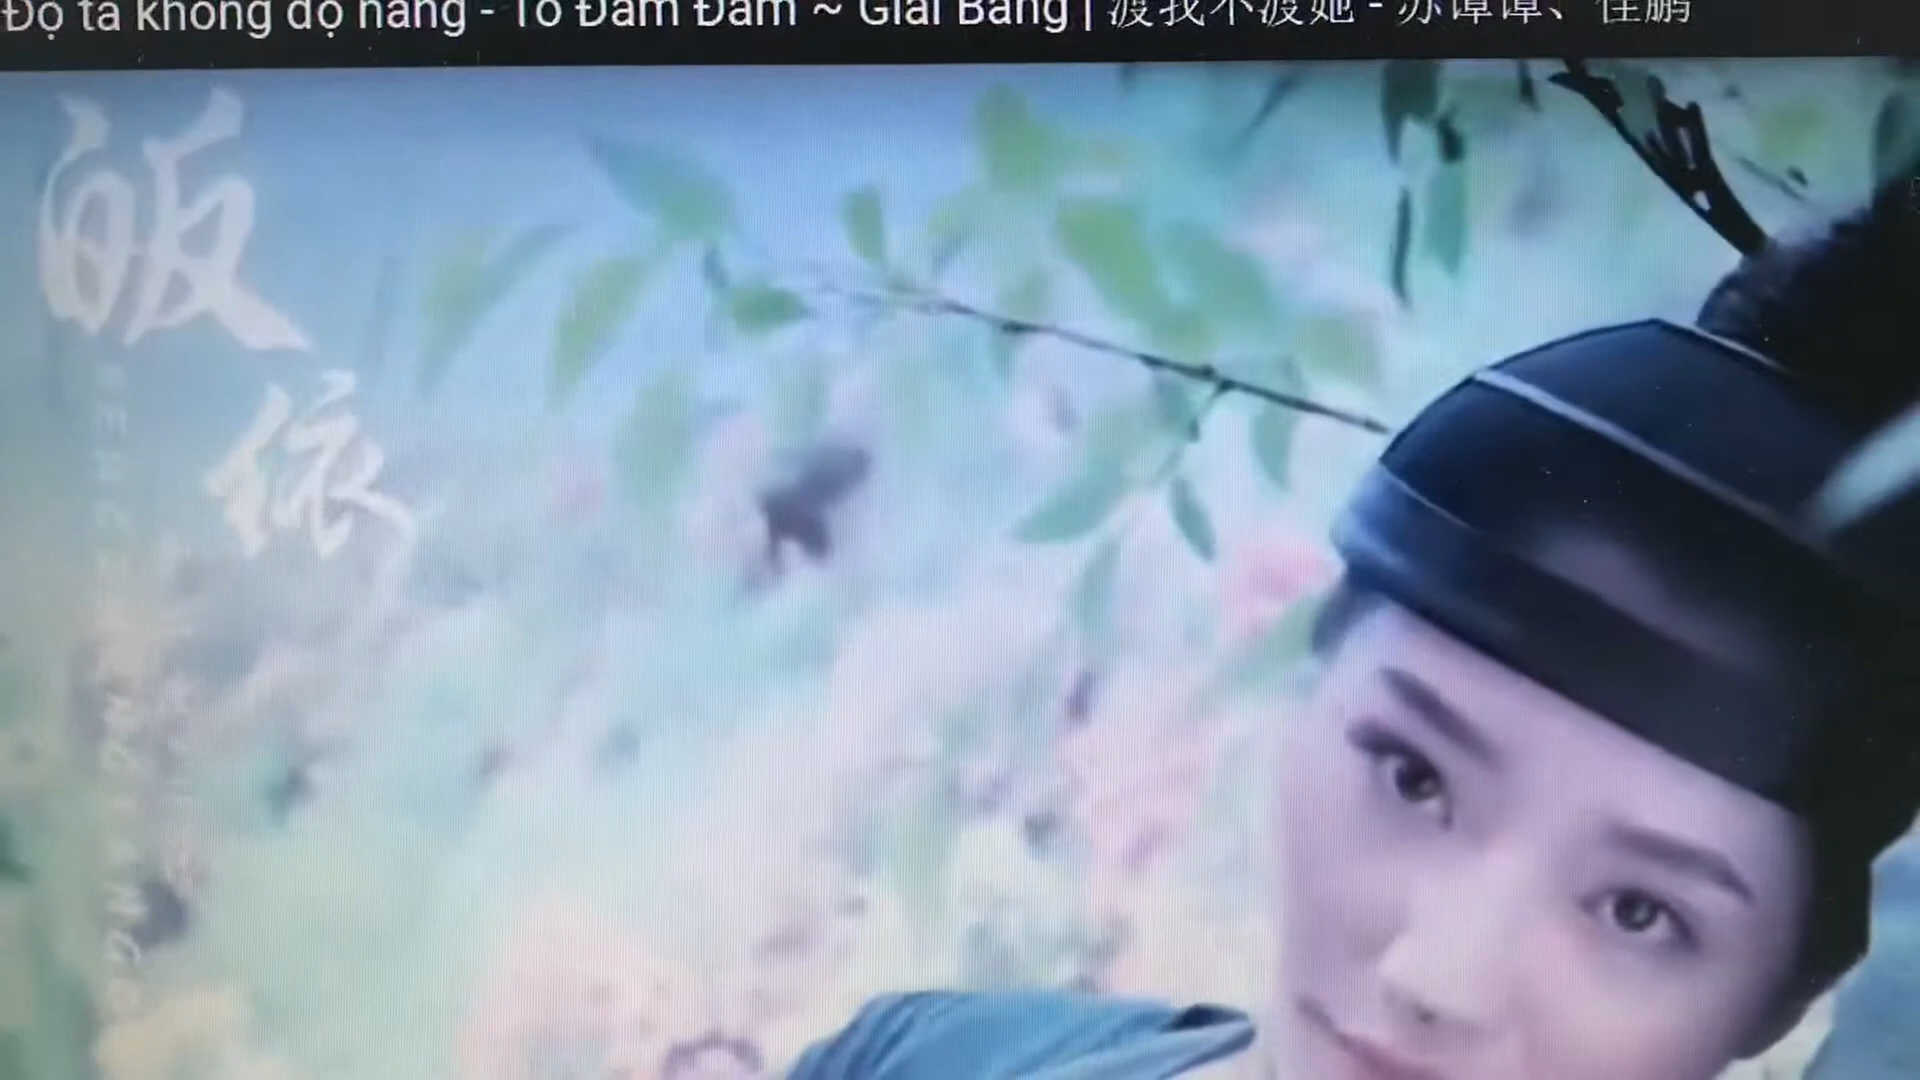 Độ ta không độ nàng - Tô Đàm Đàm ~ Giai Bằng | 渡我不渡她 - 苏谭谭、佳鹏
皈
依